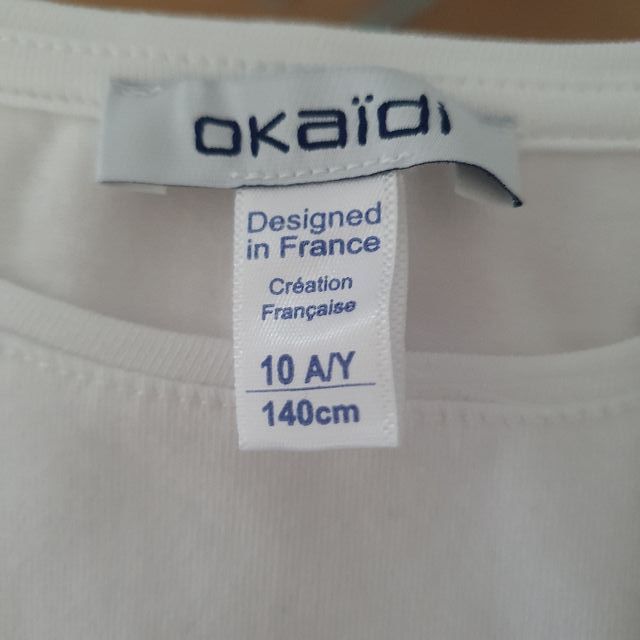 OKaïdi
Designed
in France
Création
Française
10 A/Y
140cm